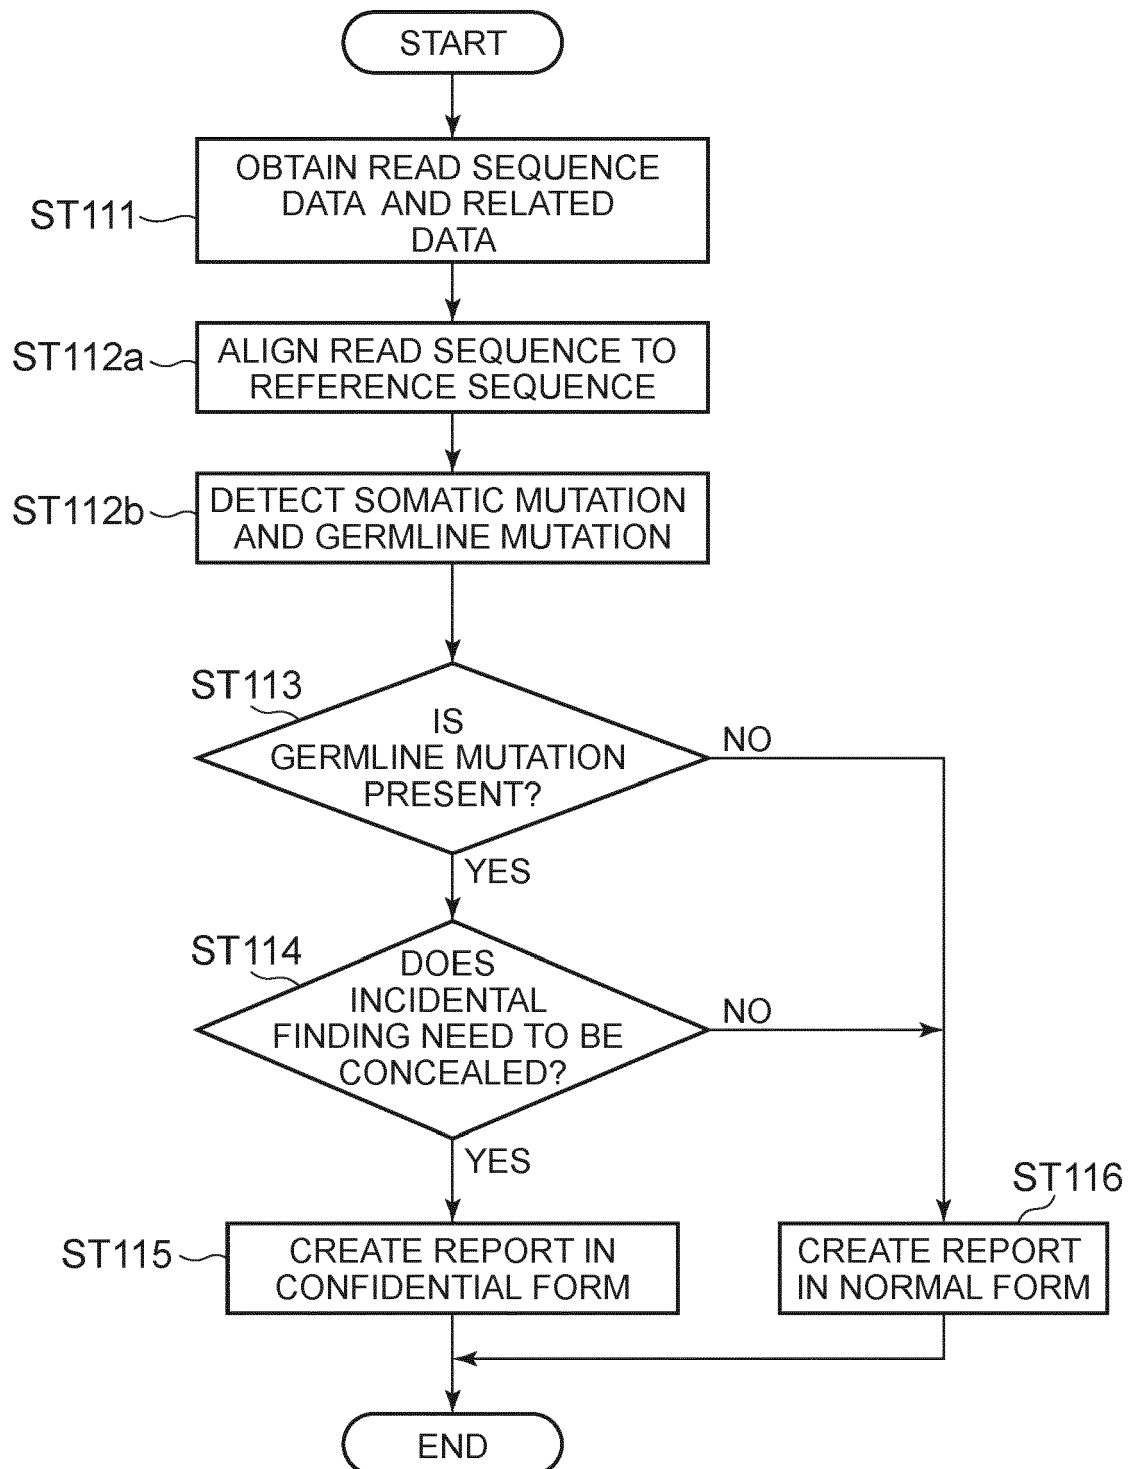 START
OBTAIN READ SEQUENCE
DATA AND RELATED
DATA
ST111
ALIGN READ SEQUENCE TO
REFERENCE SEQUENCE
ST112a
DETECT SOMATIC MUTATION
AND GERMLINE MUTATION
ST112b
ST113
IS
GERMLINE MUTATION
PRESENT?
NO
YES
ST114
DOES
INCIDENTAL
FINDING NEED TO BE
CONCEALED?
NO
YES
ST115
CREATE REPORT IN
CONFIDENTIAL FORM
ST116
CREATE REPORT
IN NORMAL FORM
END